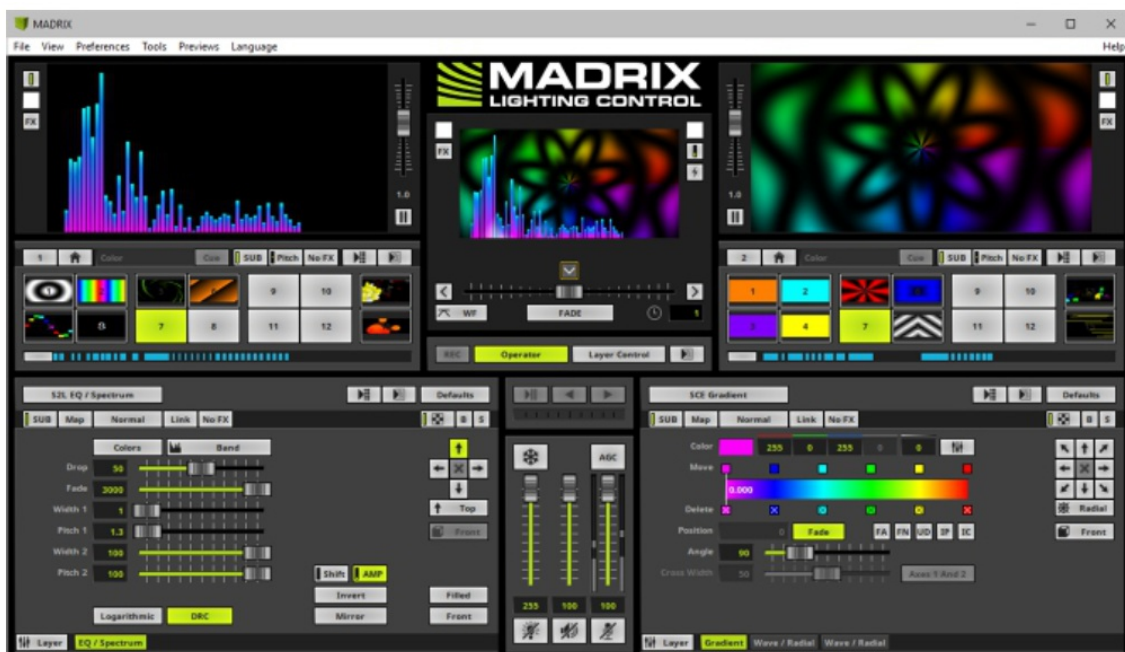 MADRIX
File View Preferences Tools Previews Language Help
MADRIX
LIGHTING CONTROL
FX
1.0
FX
1.0
FX
1 Color Cue SUB Pitch No FX
9 10
7 8 11 12
WF FADE 1
REC Operator Layer Control
2 Color Cue SUB Pitch No FX
1 2 9 10
3 4 7 11 12
S2L EQ / Spectrum Defaults
SUB Map Normal Link No FX B S
Colors Band
Drop 50
Fade 3000
Width 1 1
Pitch 1 1.3
Width 2 100
Pitch 2 100
Top
Front
Shift AMP
Invert Filled
Logarithmic DRC Mirror Front
Layer EQ / Spectrum
AGC
255 100 100
SCE Gradient Defaults
SUB Map Normal Link No FX B S
Color 255 0 255 0 0
Move
0.000
Delete
Radial
Position 0 Fade FA FN UD IP IC Front
Angle 90
Cross Width 50 Axes 1 And 2
Layer Gradient Wave / Radial Wave / Radial